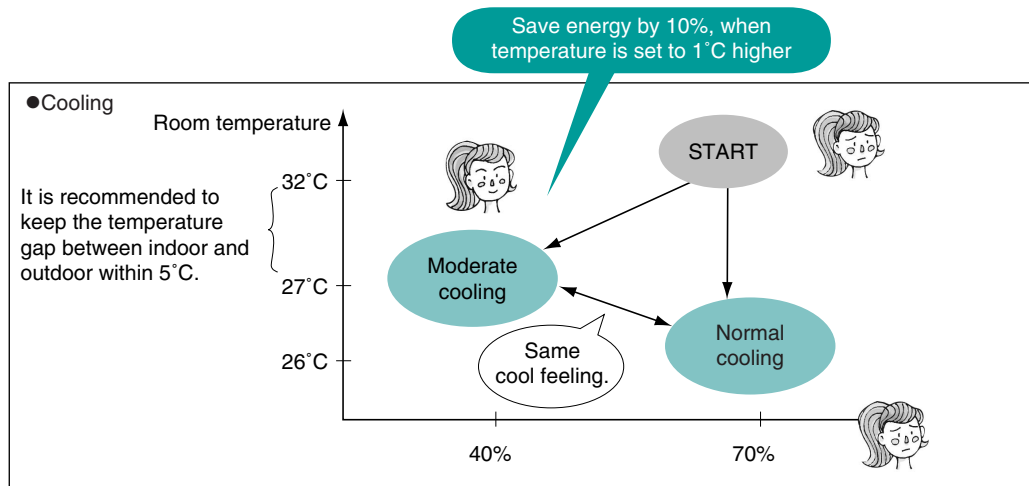 Save energy by 10%, when
temperature is set to 1˚C higher
●Cooling
Room temperature
START
32˚C
It is recommended to
keep the temperature
gap between indoor and
outdoor within 5˚C.
Moderate
cooling
27˚C
Normal
cooling
Same
cool feeling.
26˚C
40%
70%